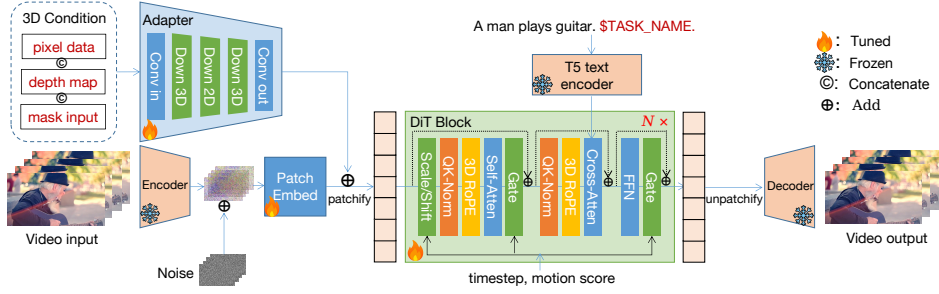 3D Condition
pixel data
©
depth map
©
mask input
Adapter
Conv in
Down 3D
Down 2D
Down 3D
Conv out
A man plays guitar. $TASK_NAME.
T5 text
encoder
: Tuned
: Frozen
©: Concatenate
⊕: Add
Video input
Encoder
⊕
Noise
Patch
Embed
⊕
patchify
DiT Block
N ×
Scale/Shift
QK-Norm
3D RoPE
Self-Atten
Gate
⊕
QK-Norm
3D RoPE
Cross-Atten
⊕
FFN
Gate
⊕
timestep, motion score
unpatchify
Decoder
Video output